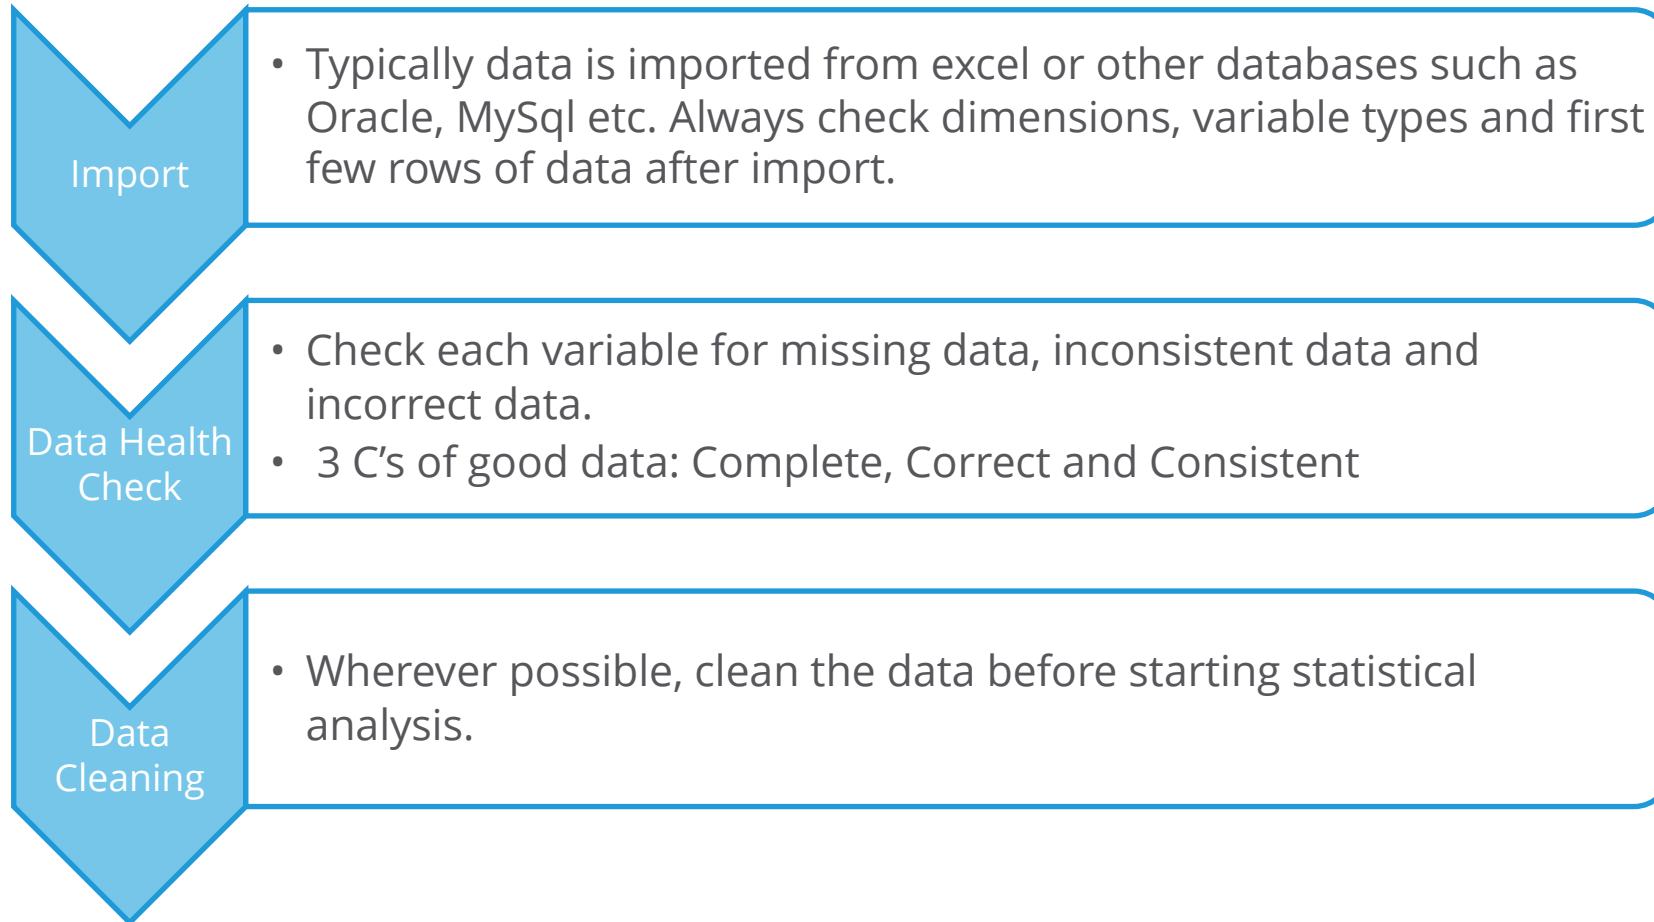 Import
• Typically data is imported from excel or other databases such as
Oracle, MySql etc. Always check dimensions, variable types and first
few rows of data after import.
Data Health
Check
• Check each variable for missing data, inconsistent data and
incorrect data.
• 3 C’s of good data: Complete, Correct and Consistent
Data
Cleaning
• Wherever possible, clean the data before starting statistical
analysis.